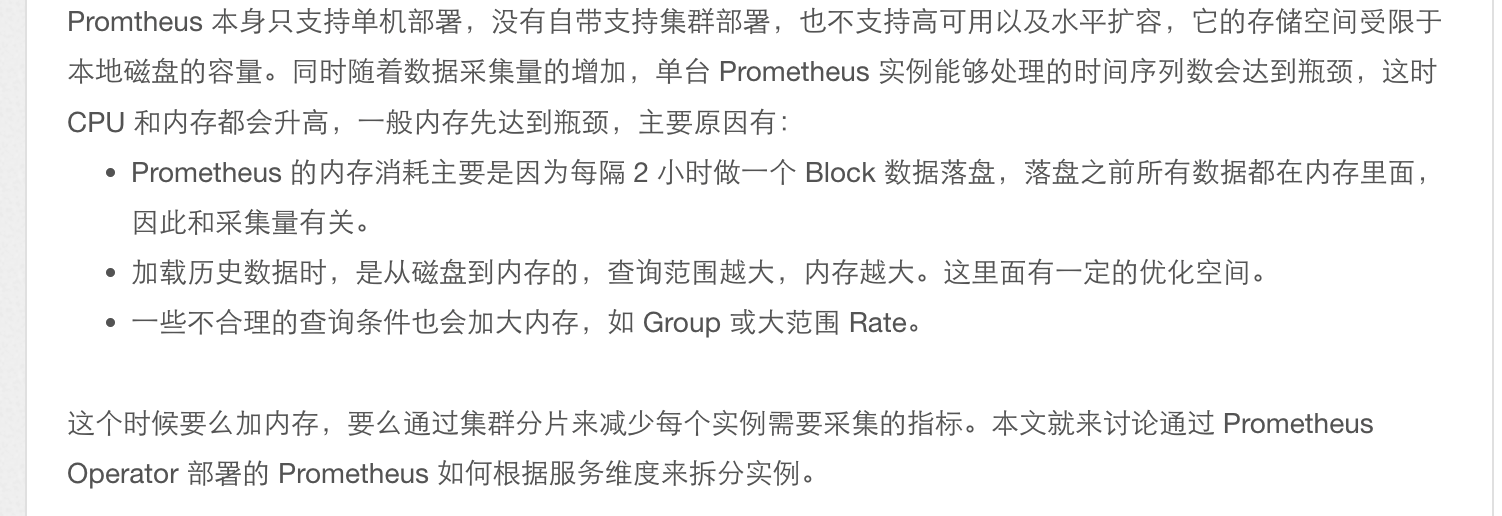 Promtheus 本身只支持单机部署，没有自带支持集群部署，也不支持高可用以及水平扩容，它的存储空间受限于
本地磁盘的容量。同时随着数据采集量的增加，单台 Prometheus 实例能够处理的时间序列数会达到瓶颈，这时
CPU 和内存都会升高，一般内存先达到瓶颈，主要原因有：
• Prometheus 的内存消耗主要是因为每隔 2 小时做一个 Block 数据落盘，落盘之前所有数据都在内存里面，
因此和采集量有关。
• 加载历史数据时，是从磁盘到内存的，查询范围越大，内存越大。这里面有一定的优化空间。
• 一些不合理的查询条件也会加大内存，如 Group 或大范围 Rate。
这个时候要么加内存，要么通过集群分片来减少每个实例需要采集的指标。本文就来讨论通过 Prometheus
Operator 部署的 Prometheus 如何根据服务维度来拆分实例。